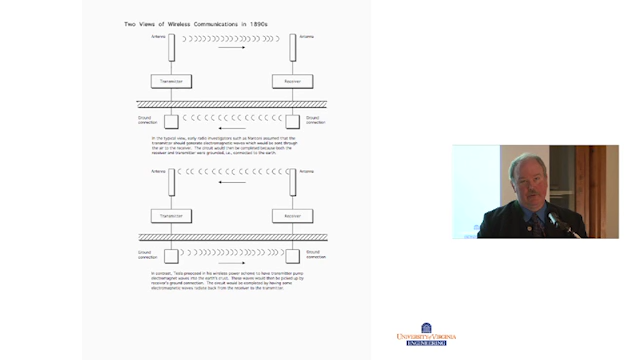 Two Views of Wireless Communications in 1890s
Antenna
Antenna
Transmitter
Receiver
Ground
connection
Ground
connection
In the typical view, early radio investigators such as Marconi assumed that the
transmitter should generate electromagnetic waves which would be sent through
the air to the receiver. The circuit would then be completed because both the
receiver and transmitter were grounded, i.e., connected to the earth.
Antenna
Antenna
Transmitter
Receiver
Ground
connection
Ground
connection
In contrast, Tesla proposed in his wireless power scheme to have transmitter pump
electromagnet waves into the earth's crust. These waves would then be picked up by
receiver's ground connection. The circuit would be completed by having some
electromagnetic waves radiate back from the receiver to the transmitter.
UNIVERSITY OF VIRGINIA
ENGINEERING